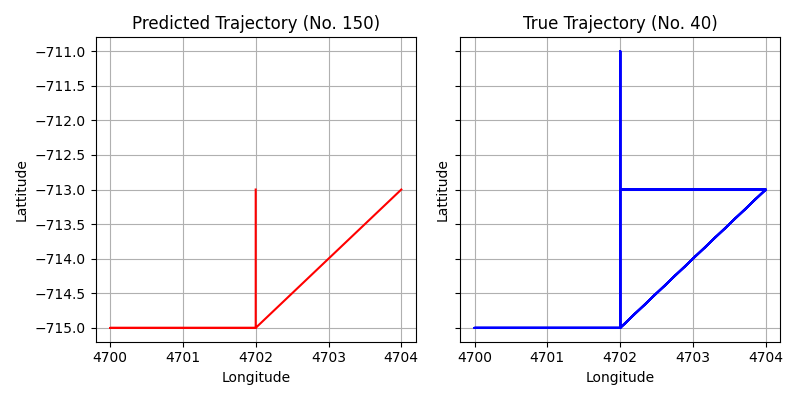 Predicted Trajectory (No. 150)
True Trajectory (No. 40)
−711.0
−711.5
−712.0
−712.5
−713.0
−713.5
−714.0
−714.5
−715.0
Lattitude
Lattitude
4700 4701 4702 4703 4704
4700 4701 4702 4703 4704
Longitude
Longitude